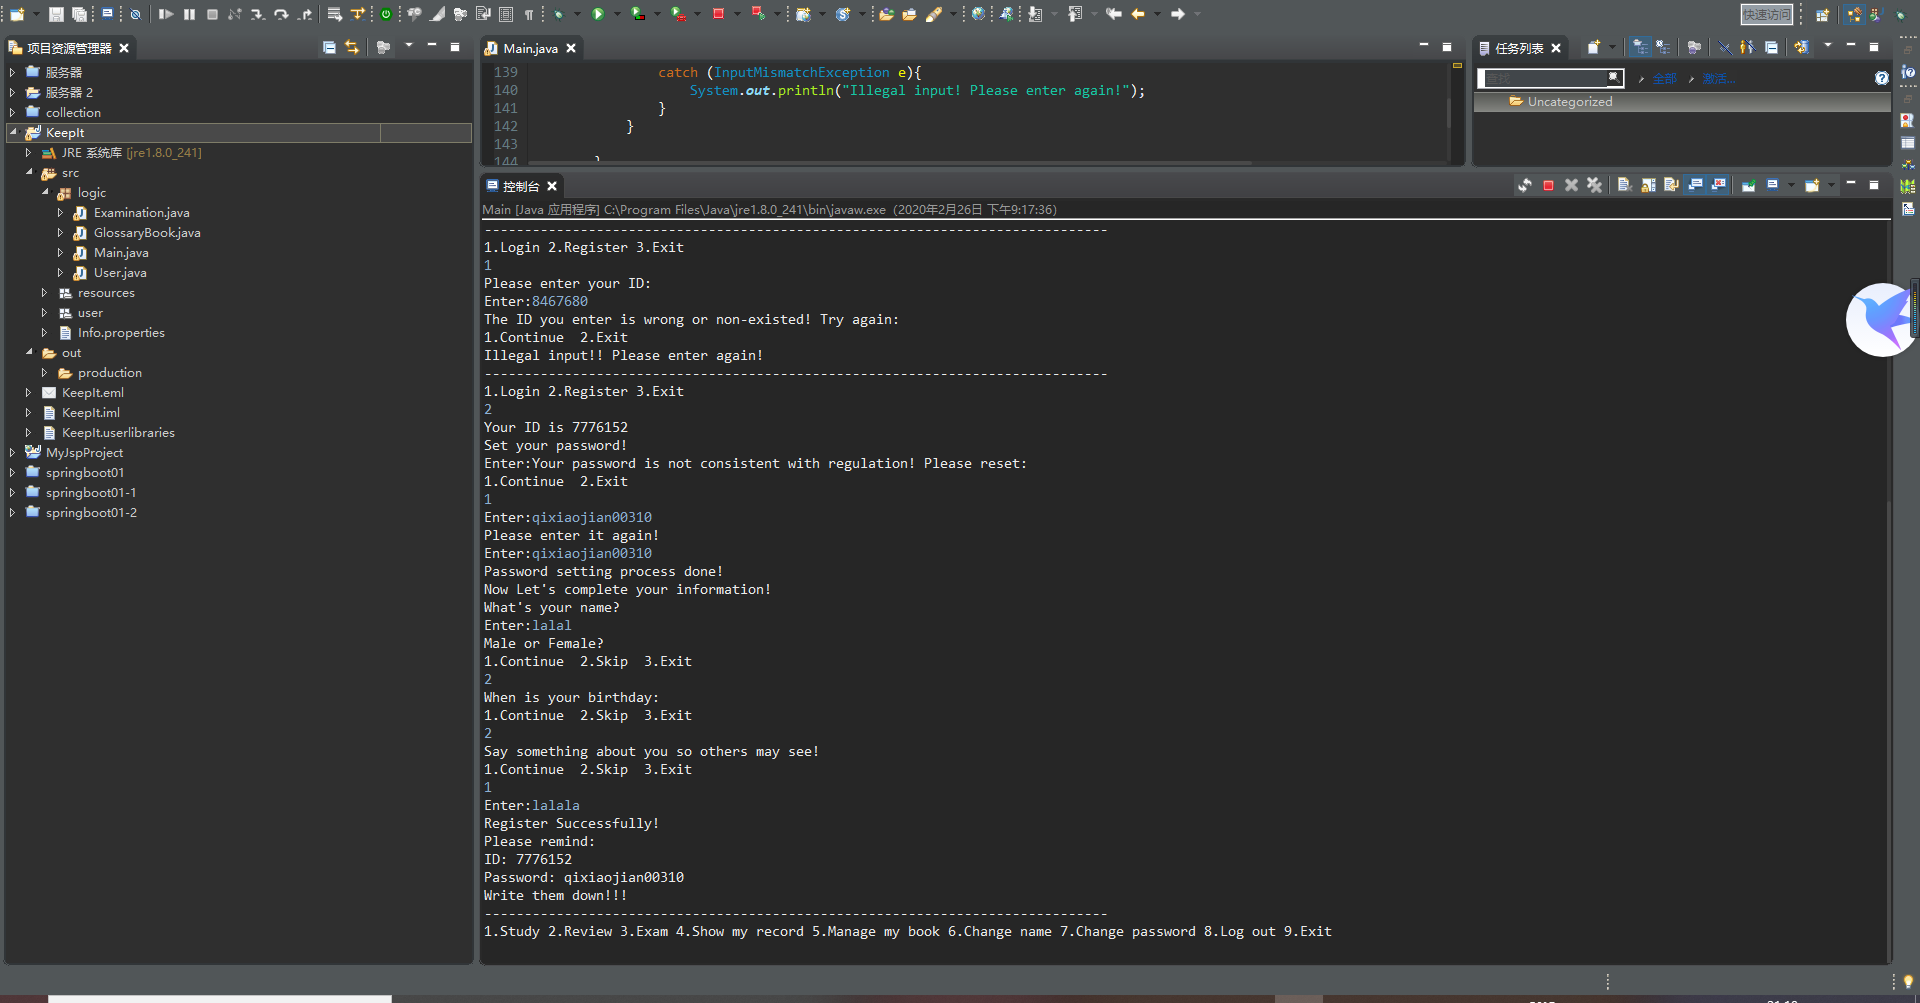 快速访问
项目资源管理器
服务器
服务器 2
collection
KeepIt
JRE 系统库 [jre1.8.0_241]
src
logic
Examination.java
GlossaryBook.java
Main.java
User.java
resources
user
Info.properties
out
production
KeepIt.eml
KeepIt.iml
KeepIt.userlibraries
MyJspProject
springboot01
springboot01-1
springboot01-2
Main.java
139 catch (InputMismatchException e){
140 System.out.println("Illegal input! Please enter again!");
141 }
142 }
143
144 }
任务列表
查找
全部
激活...
Uncategorized
控制台
Main [Java 应用程序] C:\Program Files\Java\jre1.8.0_241\bin\javaw.exe (2020年2月26日 下午9:17:36)
------------------------------------------------------------------------------
1.Login 2.Register 3.Exit
1
Please enter your ID:
Enter:8467680
The ID you enter is wrong or non-existed! Try again:
1.Continue  2.Exit
Illegal input!! Please enter again!
------------------------------------------------------------------------------
1.Login 2.Register 3.Exit
2
Your ID is 7776152
Set your password!
Enter:Your password is not consistent with regulation! Please reset:
1.Continue  2.Exit
1
Enter:qixiaojian00310
Please enter it again!
Enter:qixiaojian00310
Password setting process done!
Now Let's complete your information!
What's your name?
Enter:lalal
Male or Female?
1.Continue  2.Skip  3.Exit
2
When is your birthday:
1.Continue  2.Skip  3.Exit
2
Say something about you so others may see!
1.Continue  2.Skip  3.Exit
1
Enter:lalala
Register Successfully!
Please remind:
ID: 7776152
Password: qixiaojian00310
Write them down!!!
------------------------------------------------------------------------------
1.Study 2.Review 3.Exam 4.Show my record 5.Manage my book 6.Change name 7.Change password 8.Log out 9.Exit